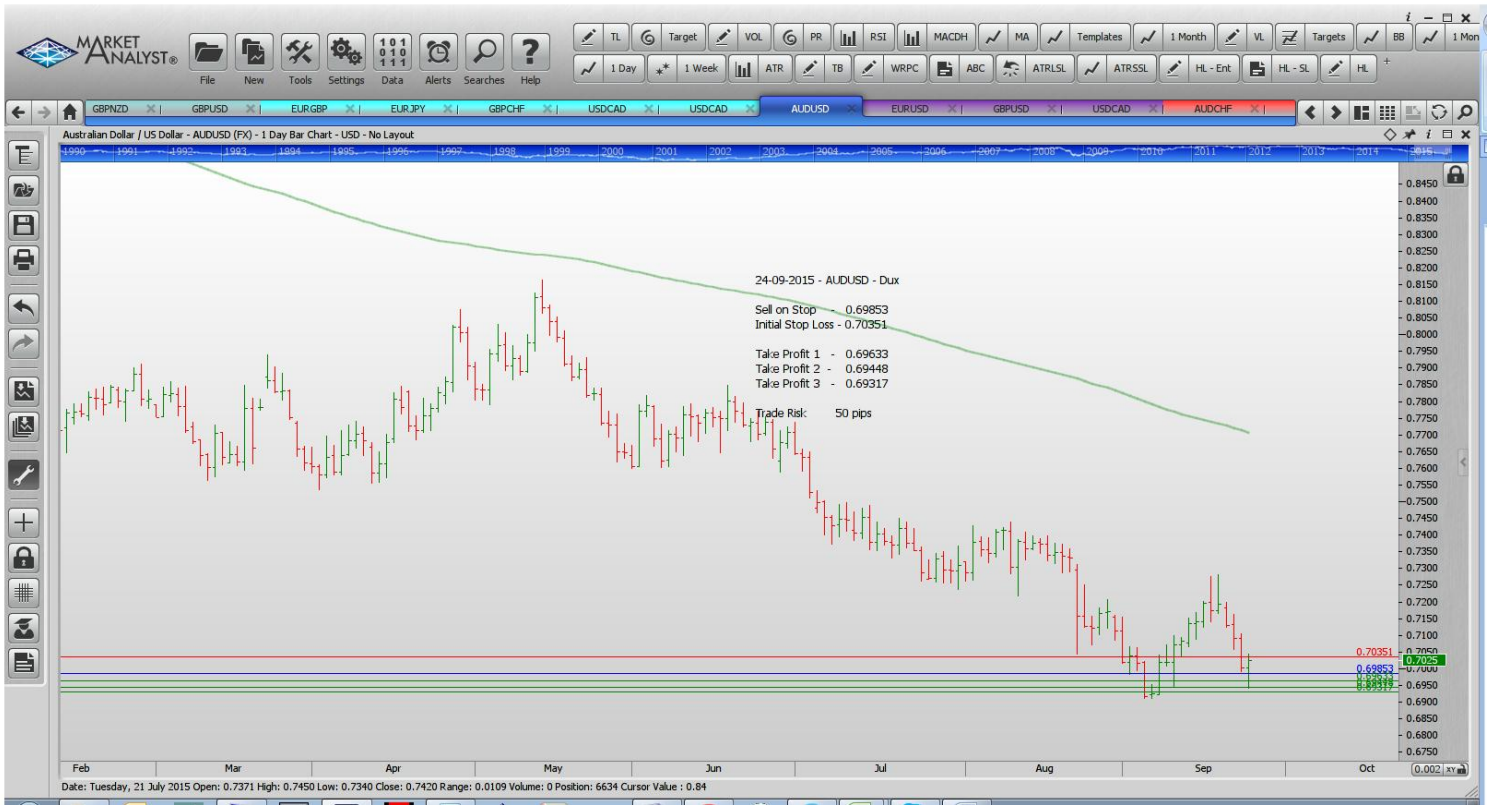 MARKET ANALYST®
File New Tools Settings Data Alerts Searches Help
TL Target VOL PR RSI MACDH MA Templates 1 Month VL Targets BB 1 Mon
1 Day 1 Week ATR TB WRPC ABC ATRLSL ATRSSL HL - Ent HL - SL HL
GBPNZD GBPUSD EURGBP EURJPY GBPCHF USDCAD USDCAD AUDUSD EURUSD GBPUSD USDCAD AUDCHF
Australian Dollar / US Dollar - AUDUSD (FX) - 1 Day Bar Chart - USD - No Layout
1990 1991 1992 1993 1994 1995 1996 1997 1998 1999 2000 2001 2002 2003 2004 2005 2006 2007 2008 2009 2010 2011 2012 2013 2014 2015
0.8450
0.8400
0.8350
0.8300
0.8250
0.8200
0.8150
0.8100
0.8050
0.8000
0.7950
0.7900
0.7850
0.7800
0.7750
0.7700
0.7650
0.7600
0.7550
0.7500
0.7450
0.7400
0.7350
0.7300
0.7250
0.7200
0.7150
0.7100
0.7050
0.7025
0.7000
0.6950
0.6900
0.6850
0.6800
0.6750
24-09-2015 - AUDUSD - Dux
Sell on Stop - 0.69853
Initial Stop Loss - 0.70351
Take Profit 1 - 0.69633
Take Profit 2 - 0.69448
Take Profit 3 - 0.69317
Trade Risk 50 pips
0.70351
0.69853
0.69317
Feb Mar Apr May Jun Jul Aug Sep Oct 0.002 XY
Date: Tuesday, 21 July 2015 Open: 0.7371 High: 0.7450 Low: 0.7340 Close: 0.7420 Range: 0.0109 Volume: 0 Position: 6634 Cursor Value : 0.84